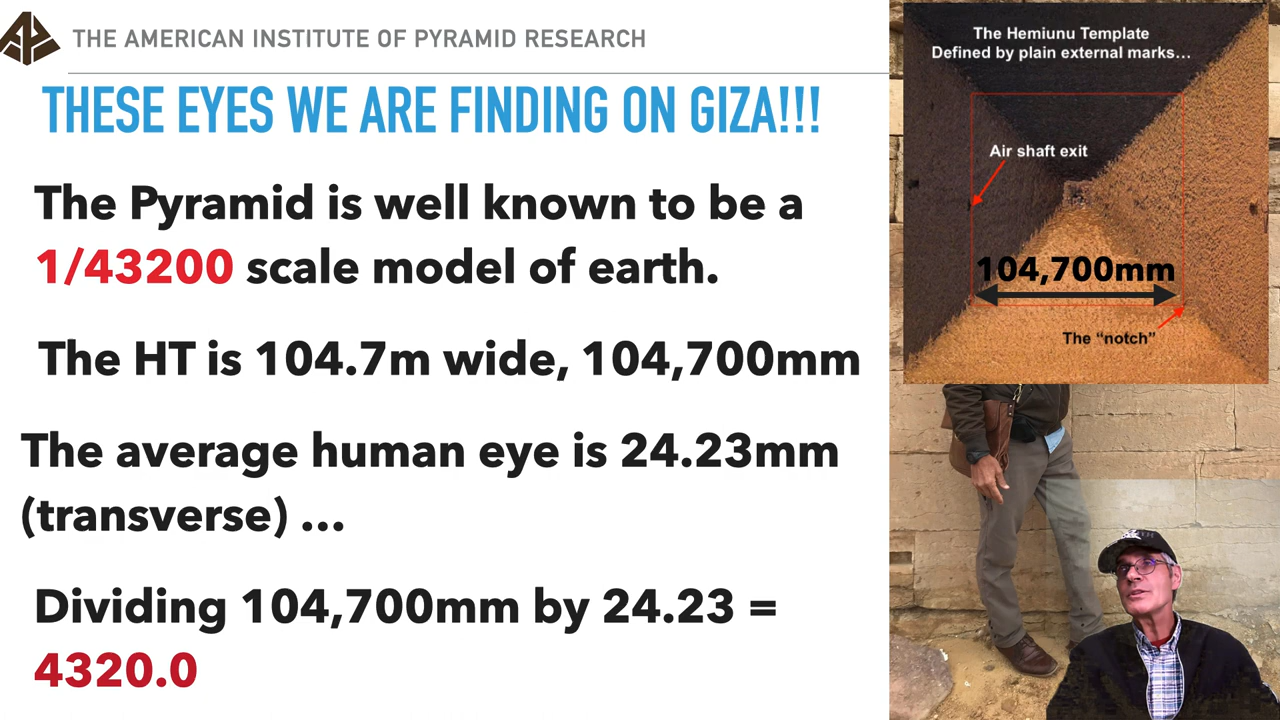 THE AMERICAN INSTITUTE OF PYRAMID RESEARCH
THESE EYES WE ARE FINDING ON GIZA!!!
The Pyramid is well known to be a
1/43200 scale model of earth.
The HT is 104.7m wide, 104,700mm
The average human eye is 24.23mm
(transverse) ...
Dividing 104,700mm by 24.23 =
4320.0
The Hemiunu Template
Defined by plain external marks...
Air shaft exit
104,700mm
The “notch”